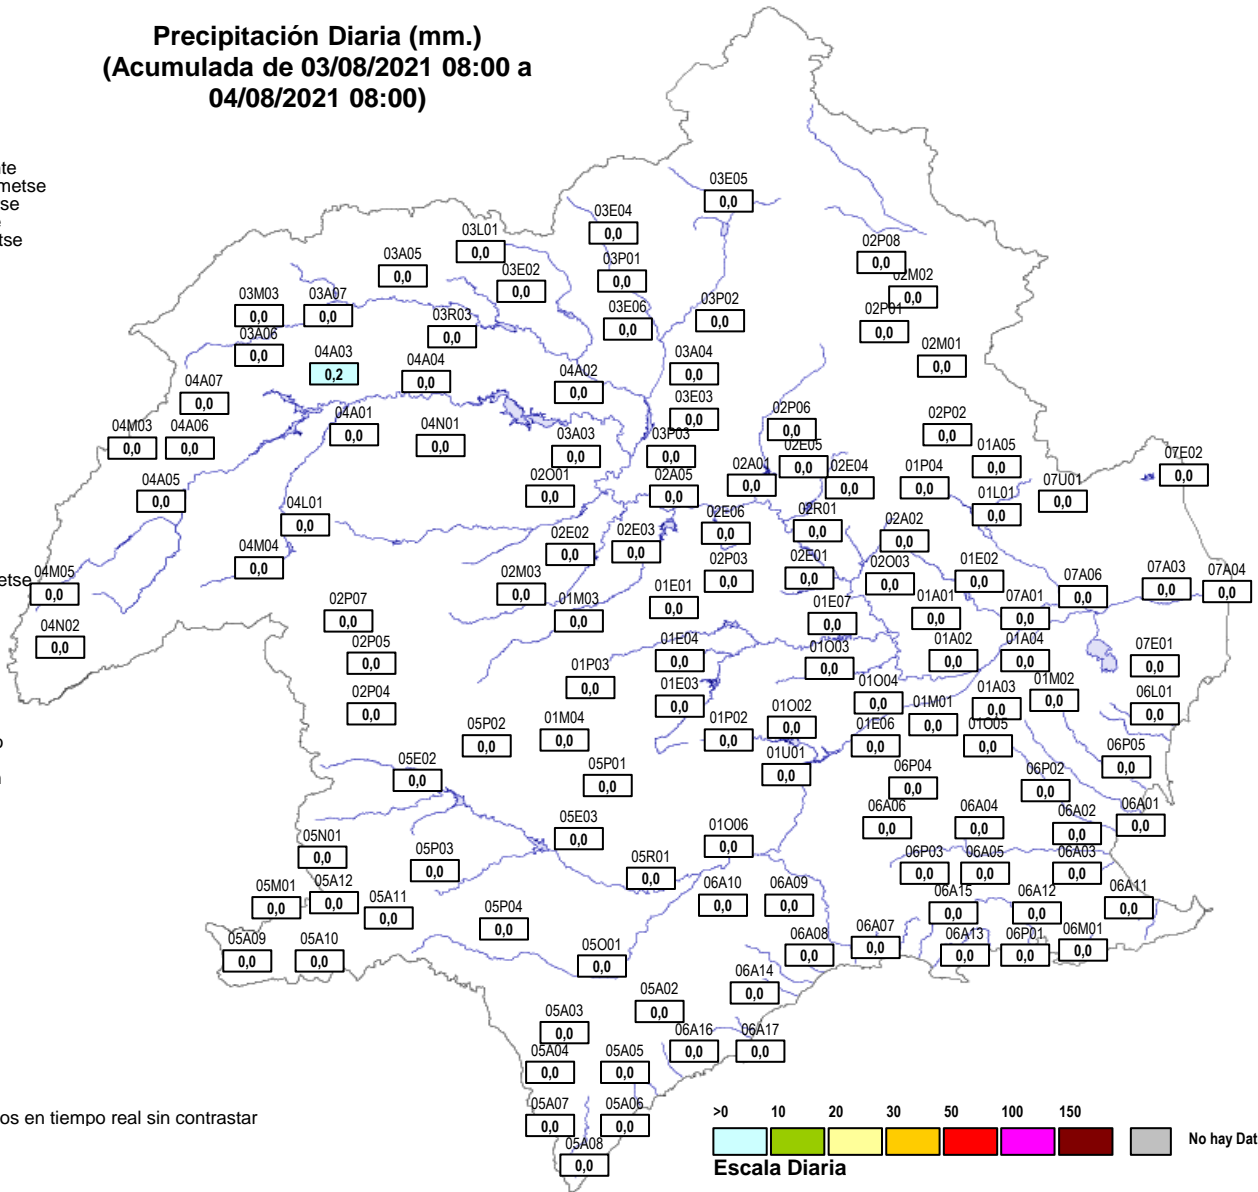 Precipitación Diaria (mm.)
(Acumulada de 03/08/2021 08:00 a
04/08/2021 08:00)
metse
03E05
0,0
03E04
0,0
03L01
0,0
03A05
0,0
03P01
0,0
03E02
0,0
02P08
0,0
02M02
0,0
03M03
0,0
03A07
0,0
03R03
0,0
03E06
0,0
03P02
0,0
02P01
0,0
03A06
0,0
04A03
0,2
04A04
0,0
04A02
0,0
03A04
0,0
02M01
0,0
04A07
0,0
03E03
0,0
04A01
0,0
04M03
0,0
04A06
0,0
04N01
0,0
03A03
0,0
03P03
0,0
02P06
0,0
02E05
0,0
02P02
0,0
01A05
0,0
07E02
0,0
04A05
0,0
02O01
0,0
02A05
0,0
02A01
0,0
02E04
0,0
01P04
0,0
01L01
0,0
07U01
0,0
04L01
0,0
02E06
0,0
02R01
0,0
02A02
0,0
04M04
0,0
02E02
0,0
02E03
0,0
metse
04M05
0,0
02M03
0,0
02P03
0,0
02E01
0,0
02O03
0,0
01E02
0,0
07A06
0,0
07A03
0,0
07A04
0,0
02P07
0,0
01M03
0,0
01E01
0,0
01E07
0,0
01A01
0,0
07A01
0,0
04N02
0,0
02P05
0,0
01E04
0,0
01O03
0,0
01A02
0,0
01A04
0,0
07E01
0,0
02P04
0,0
01P03
0,0
01E03
0,0
01O04
0,0
01M01
0,0
01A03
0,0
01M02
0,0
06L01
0,0
05P02
0,0
01M04
0,0
01P02
0,0
01O02
0,0
01E06
0,0
01O05
0,0
05E02
0,0
05P01
0,0
01U01
0,0
06P04
0,0
06P02
0,0
06P05
0,0
05E03
0,0
01O06
0,0
06A06
0,0
06A04
0,0
06A02
0,0
06A01
0,0
05N01
0,0
05P03
0,0
05R01
0,0
06P03
0,0
06A05
0,0
06A03
0,0
05M01
0,0
05A12
0,0
05A11
0,0
06A10
0,0
06A09
0,0
06A15
0,0
06A12
0,0
06A11
0,0
05P04
0,0
05A09
0,0
05A10
0,0
05O01
0,0
06A08
0,0
06A07
0,0
06A13
0,0
06P01
0,0
06M01
0,0
06A14
0,0
05A02
0,0
05A03
0,0
06A16
0,0
06A17
0,0
05A04
0,0
05A05
0,0
05A07
0,0
05A06
0,0
05A08
0,0
os en tiempo real sin contrastar
>0 10 20 30 50 100 150
No hay Dat
Escala Diaria